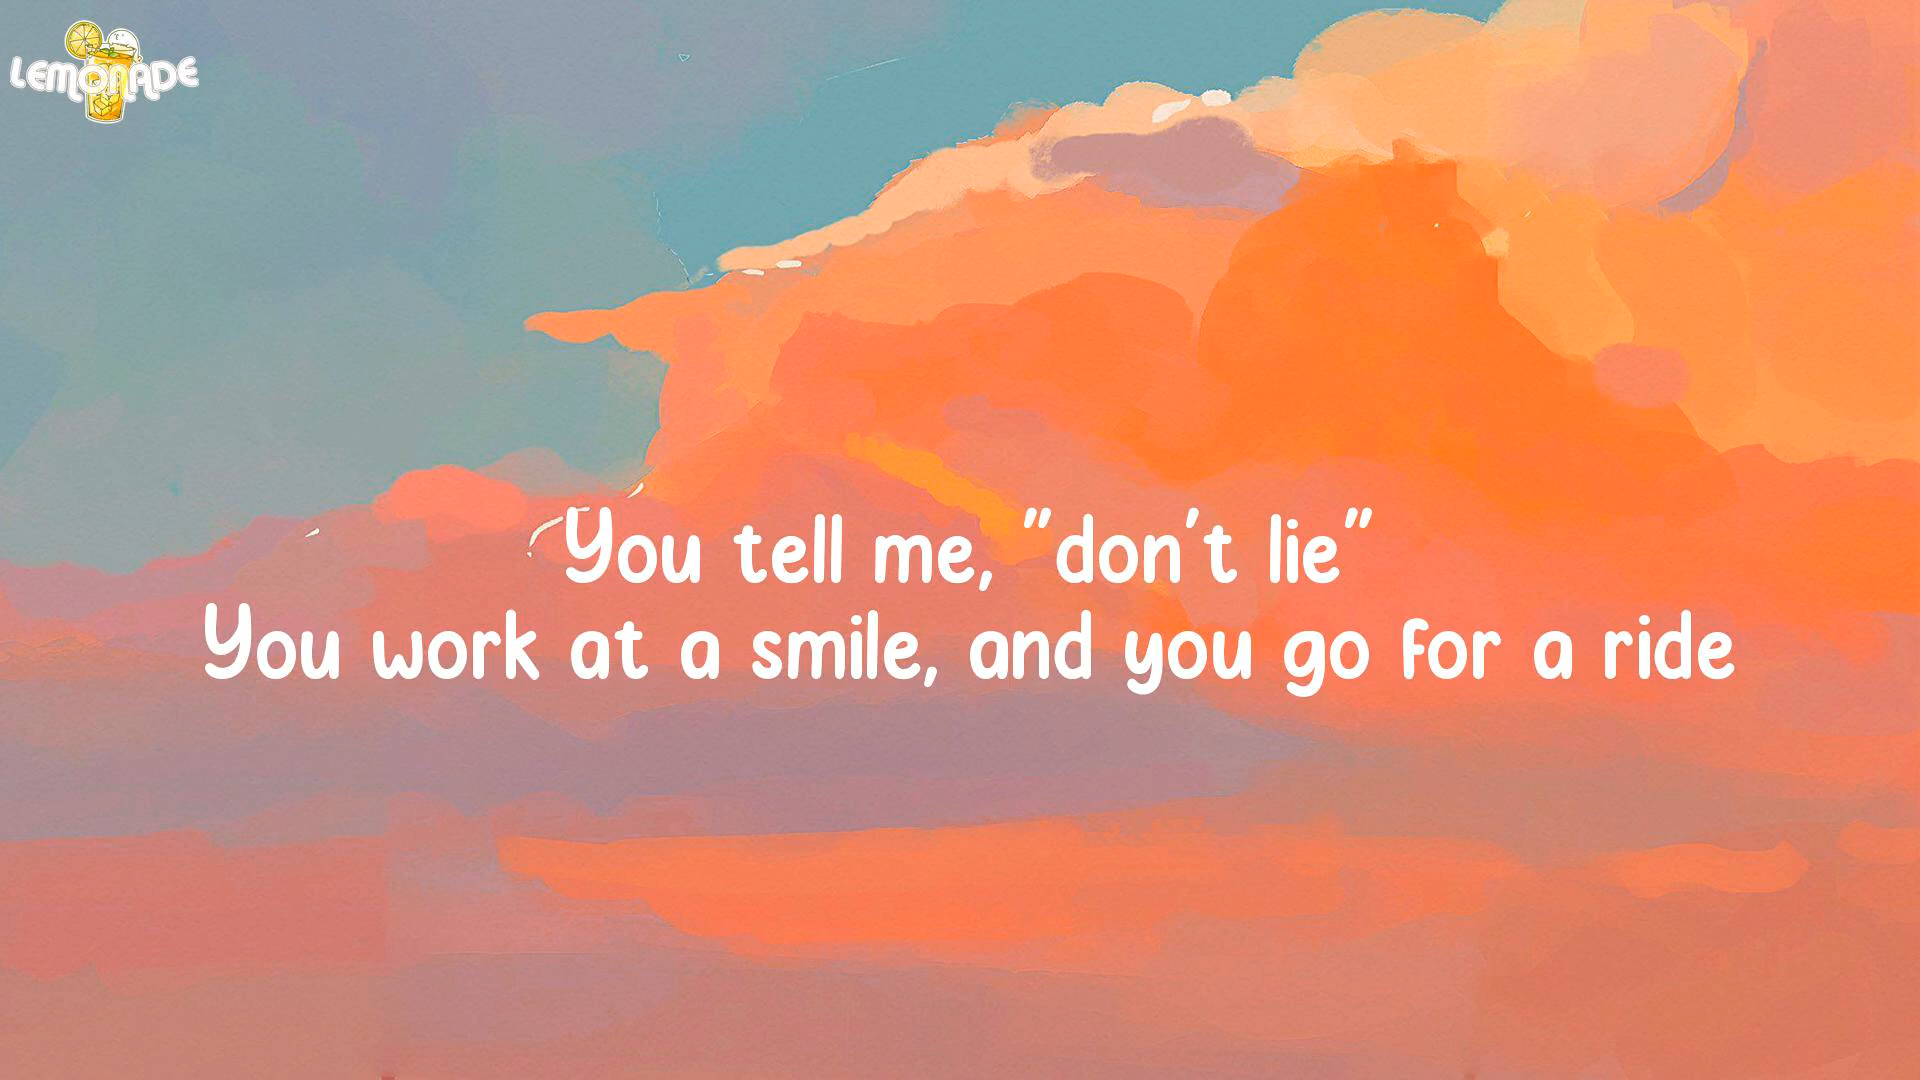 LEMONADE
You tell me, "don't lie"
You work at a smile, and you go for a ride